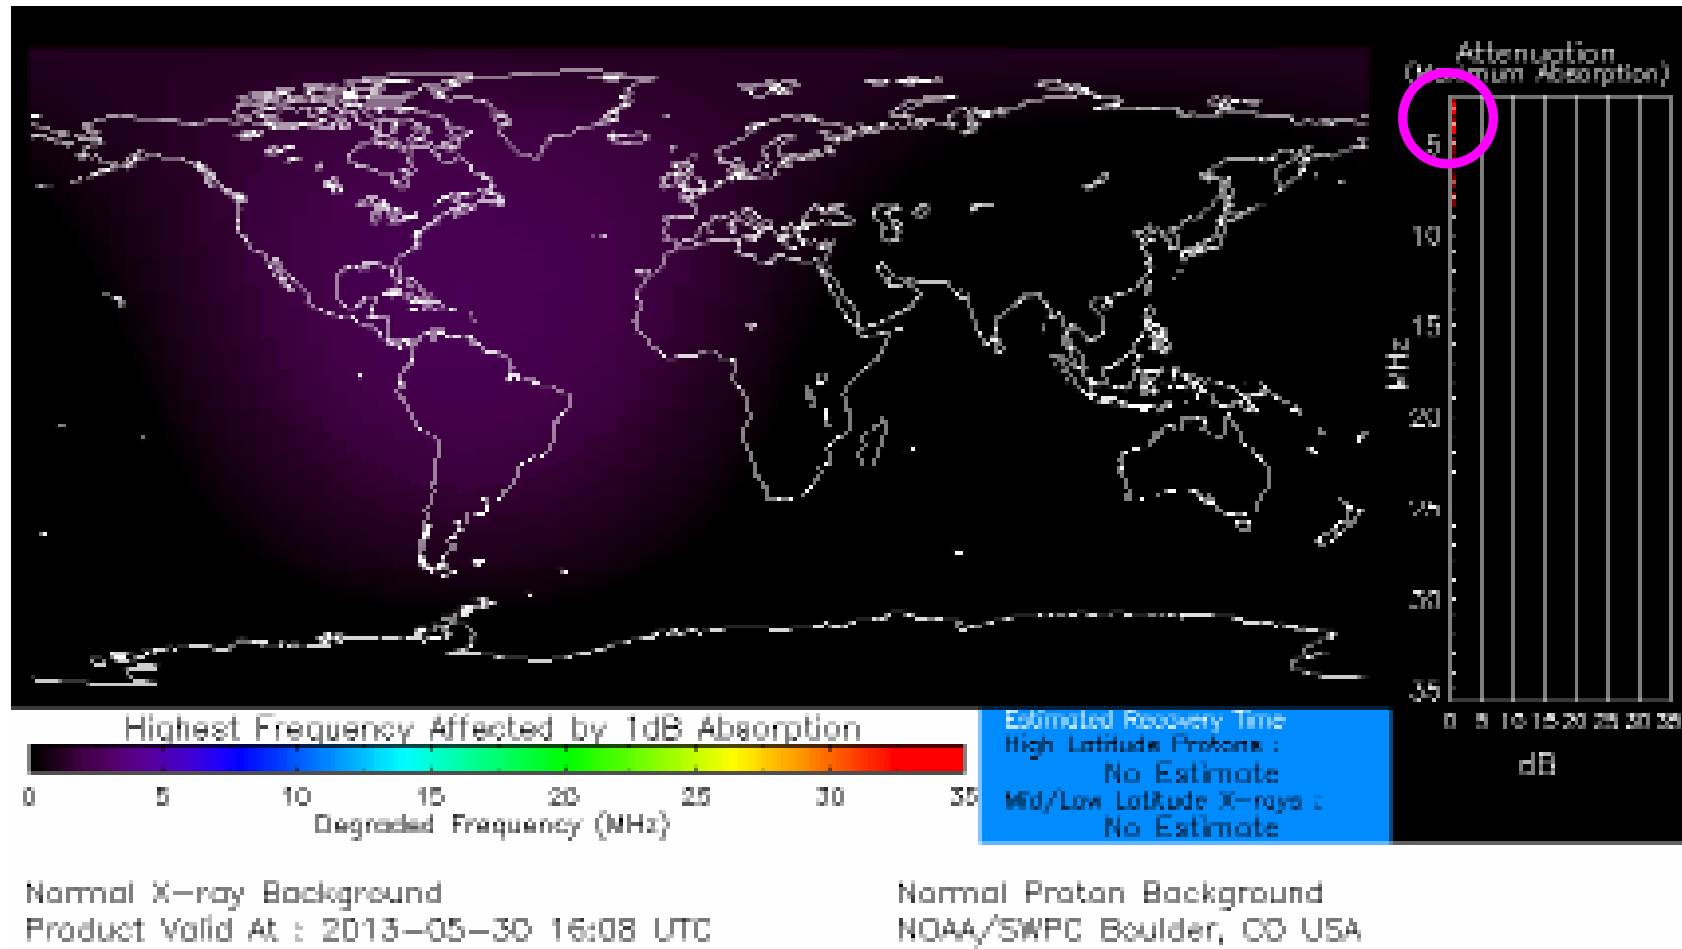 Attenuation
(Maximum Absorption)
5
10
15
MHz
20
25
30
35
0 5 10 15 20 25 30 35
dB
Highest Frequency Affected by 1dB Absorption
0 5 10 15 20 25 30 35
Degraded Frequency (MHz)
Estimated Recovery Time
High Latitude Protons :
No Estimate
Mid/Low Latitude X-rays :
No Estimate
Normal X-ray Background
Product Valid At : 2013-05-30 16:08 UTC
Normal Proton Background
NOAA/SWPC Boulder, CO USA